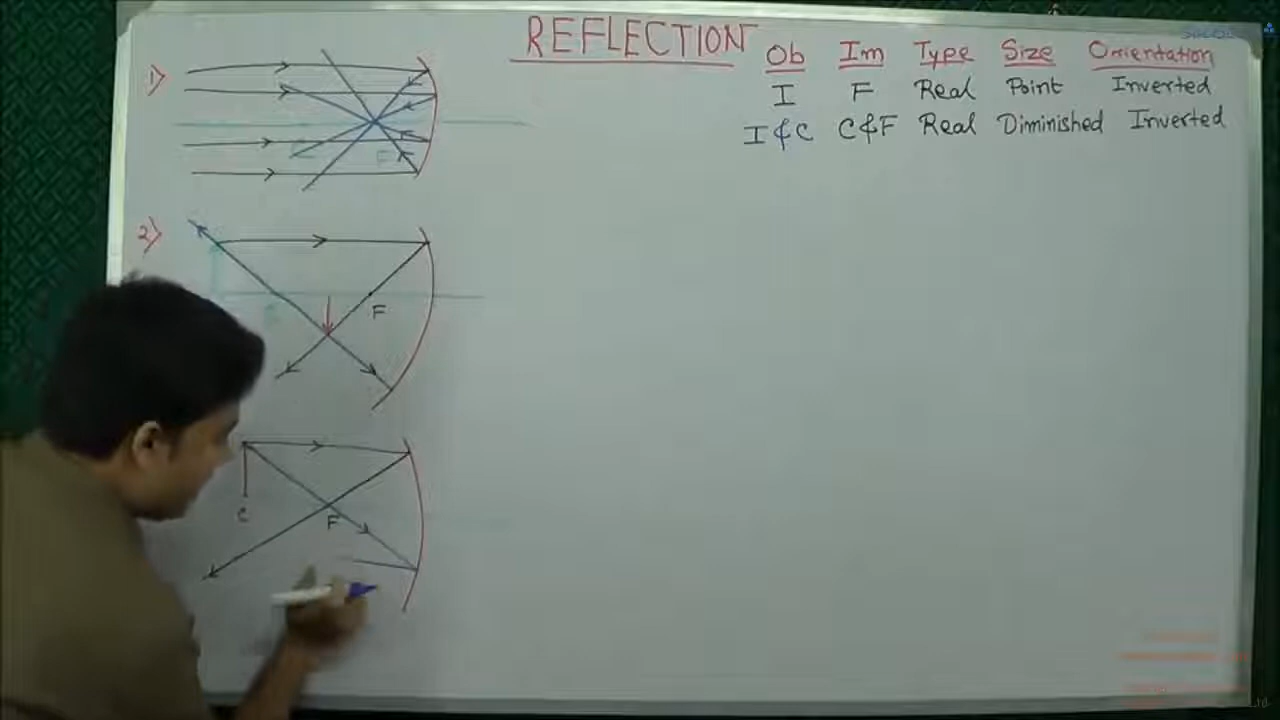 REFLECTION
Ob Im Type Size Orientation
I F Real Point Inverted
I & C C & F Real Diminished Inverted
1)
F
2)
F
C F